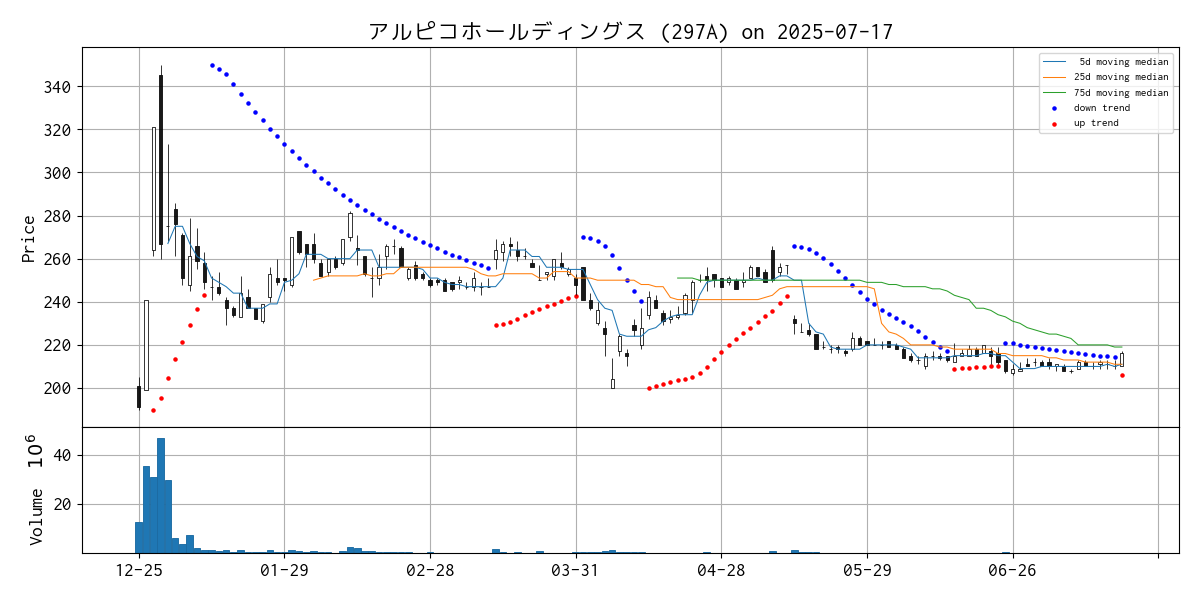 アルピコホールディングス (297A) on 2025-07-17
Price
340
320
300
280
260
240
220
200
5d moving median
25d moving median
75d moving median
down trend
up trend
Volume 10^6
40
20
12-25 01-29 02-28 03-31 04-28 05-29 06-26